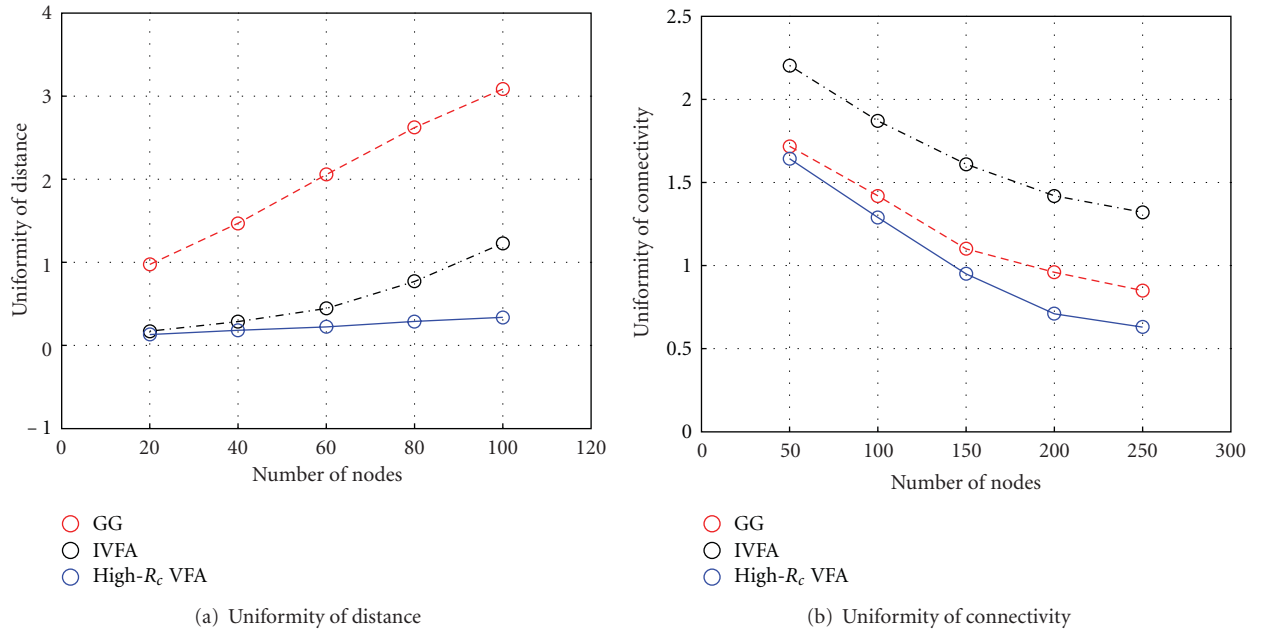 4
3
2
1
0
– 1
Uniformity of distance
0
20
40
60
80
100
120
Number of nodes
GG
IVFA
High-Rc VFA
(a) Uniformity of distance
2.5
2
1.5
1
0.5
0
Uniformity of connectivity
0
50
100
150
200
250
300
Number of nodes
GG
IVFA
High-Rc VFA
(b) Uniformity of connectivity